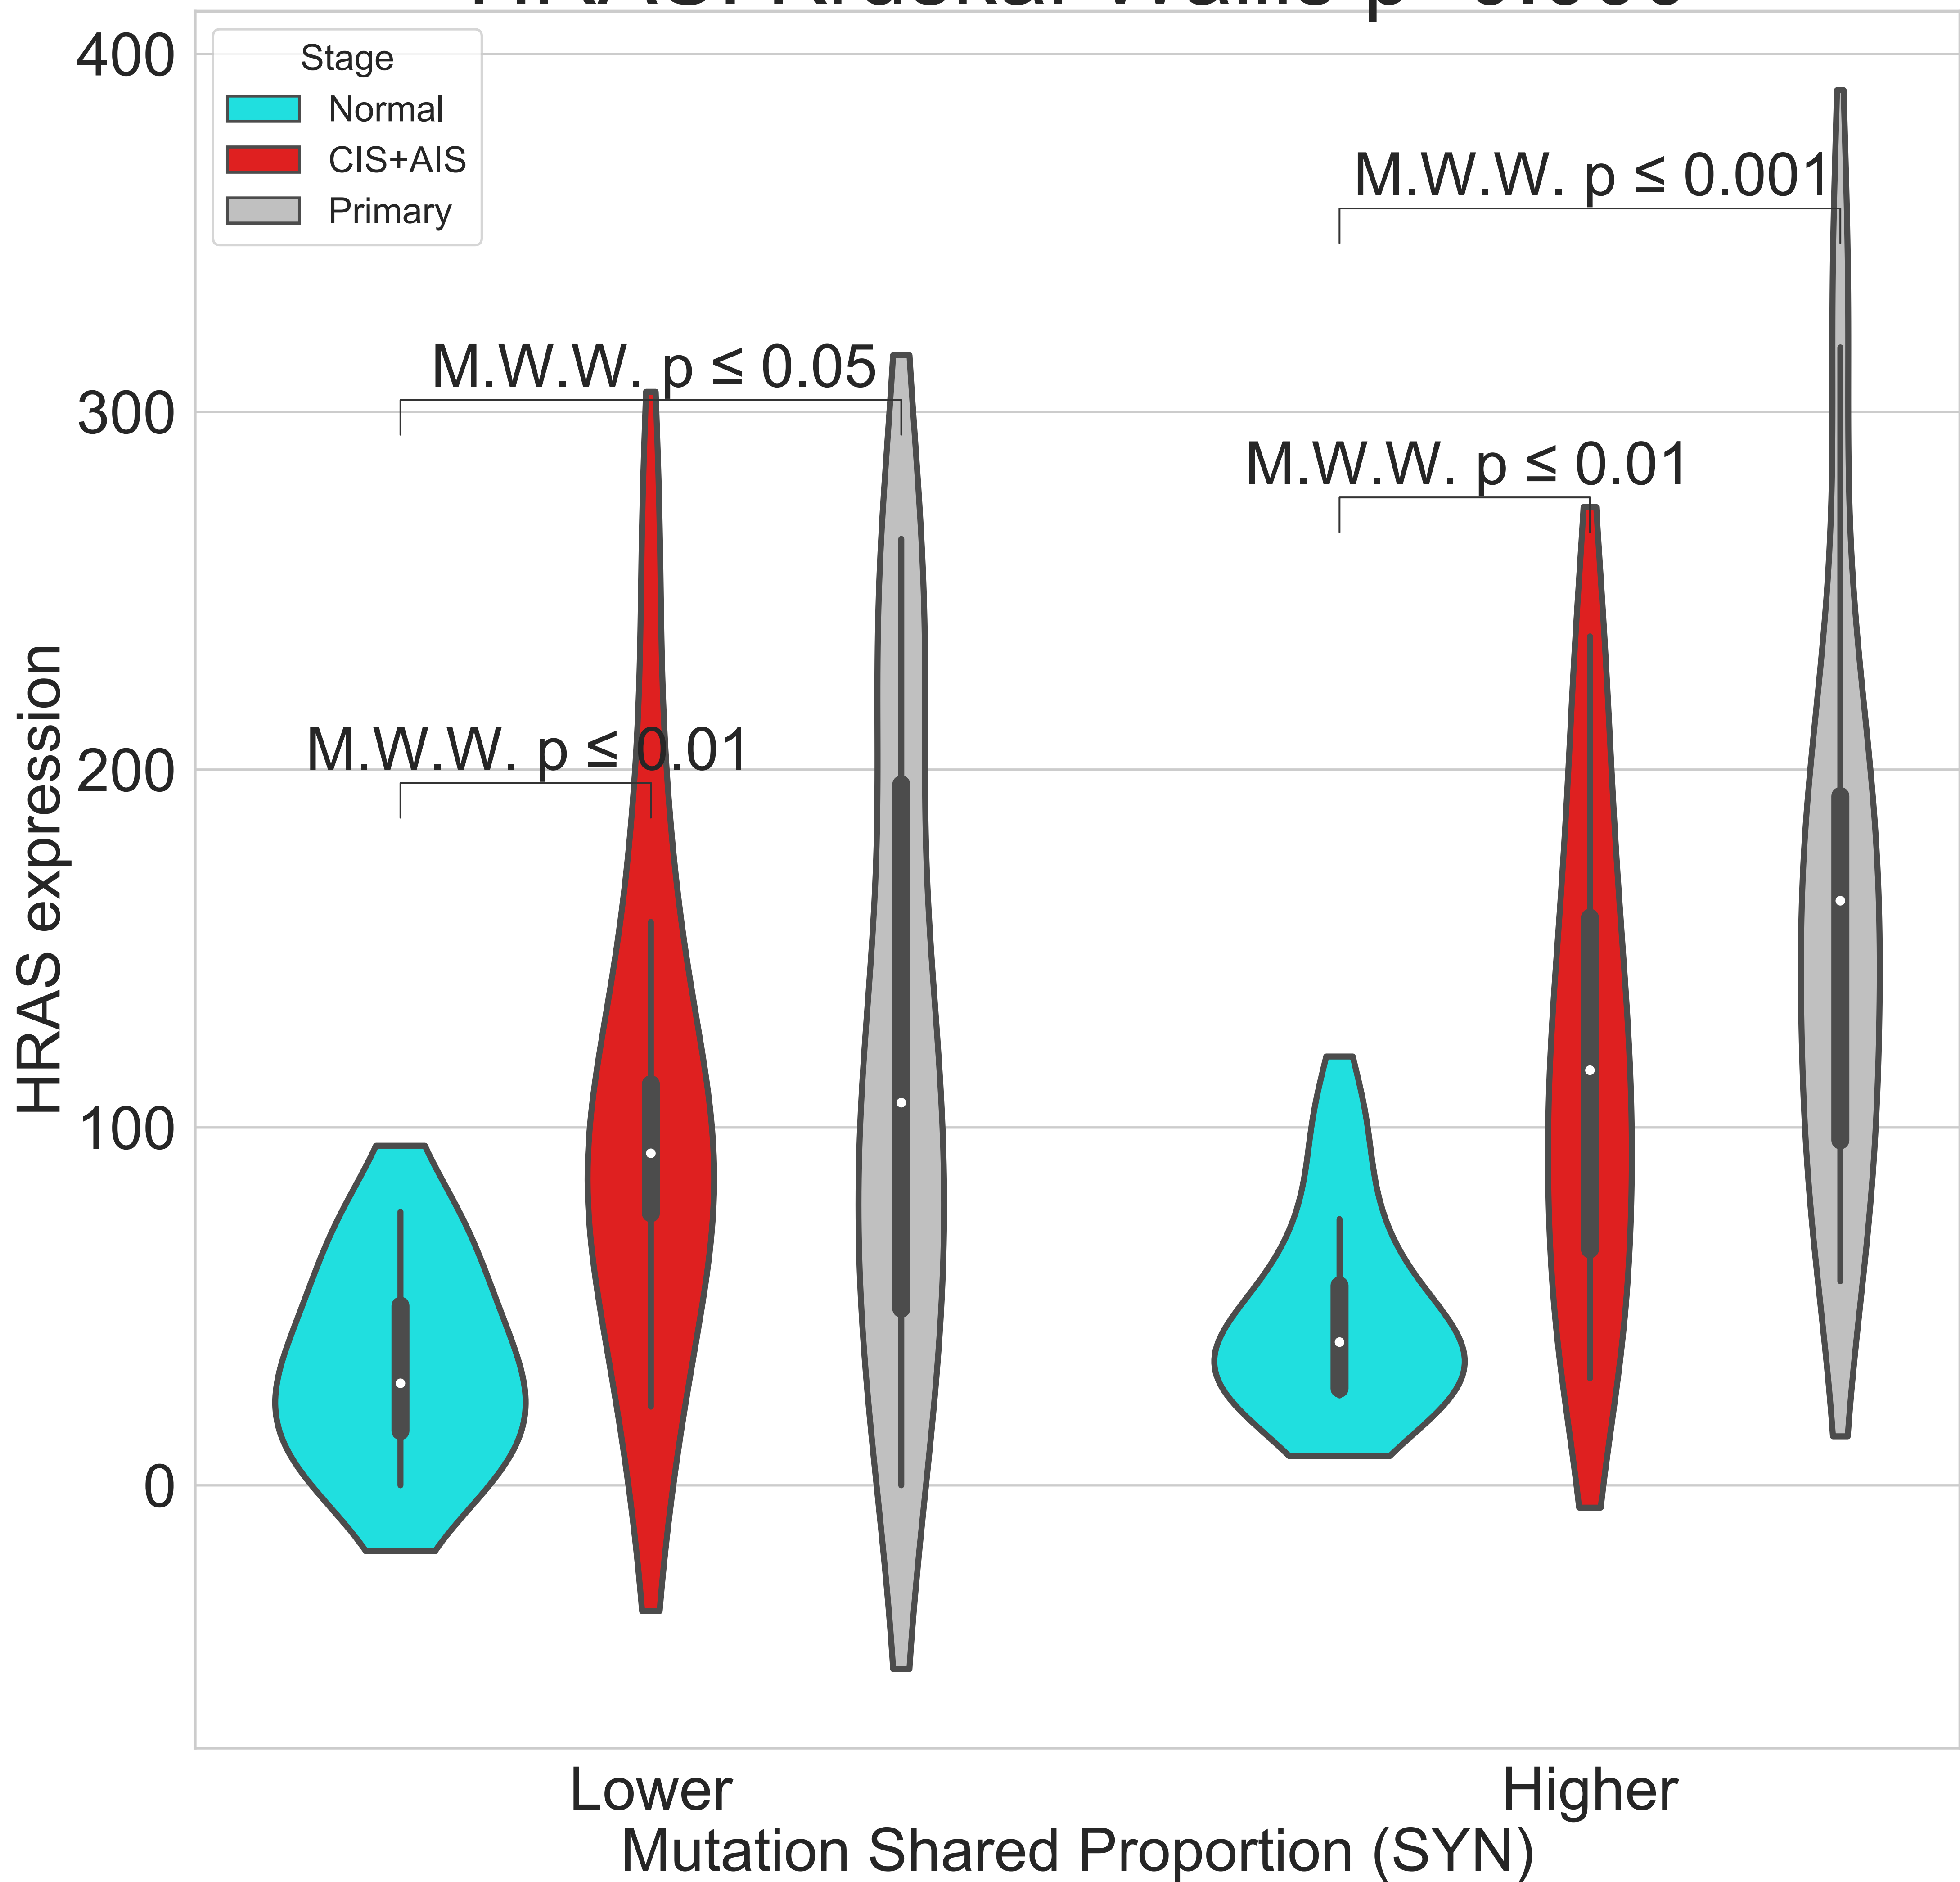 400
300
200
100
0
HRAS expression
Stage
Normal
CIS+AIS
Primary
M.W.W. p ≤ 0.001
M.W.W. p ≤ 0.05
M.W.W. p ≤ 0.01
M.W.W. p ≤ 0.01
Lower
Higher
Mutation Shared Proportion (SYN)